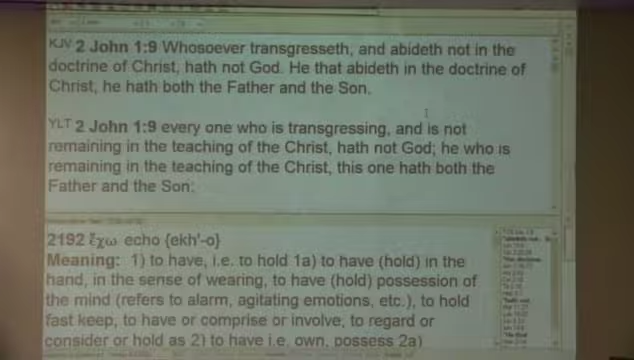 KJV 2 John 1:9 Whosoever transgresseth, and abideth not in the
doctrine of Christ, hath not God. He that abideth in the doctrine of
Christ, he hath both the Father and the Son.
YLT 2 John 1:9 every one who is transgressing, and is not
remaining in the teaching of the Christ, hath not God; he who is
remaining in the teaching of the Christ, this one hath both the
Father and the Son:
2192 ἔχω echo {ekh'-o}
Meaning: 1) to have, i.e. to hold 1a) to have (hold) in the
hand, in the sense of wearing, to have (hold) possession of
the mind (refers to alarm, agitating emotions, etc.), to hold
fast keep, to have or comprise or involve, to regard or
consider or hold as 2) to have i.e. own, possess 2a)